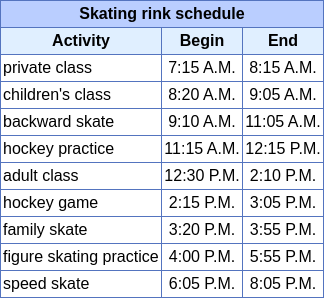 Skating rink schedule
Activity Begin End
private class 7:15 A.M. 8:15 A.M.
children's class 8:20 A.M. 9:05 A.M.
backward skate 9:10 A.M. 11:05 A.M.
hockey practice 11:15 A.M. 12:15 P.M.
adult class 12:30 P.M. 2:10 P.M.
hockey game 2:15 P.M. 3:05 P.M.
family skate 3:20 P.M. 3:55 P.M.
figure skating practice 4:00 P.M. 5:55 P.M.
speed skate 6:05 P.M. 8:05 P.M.